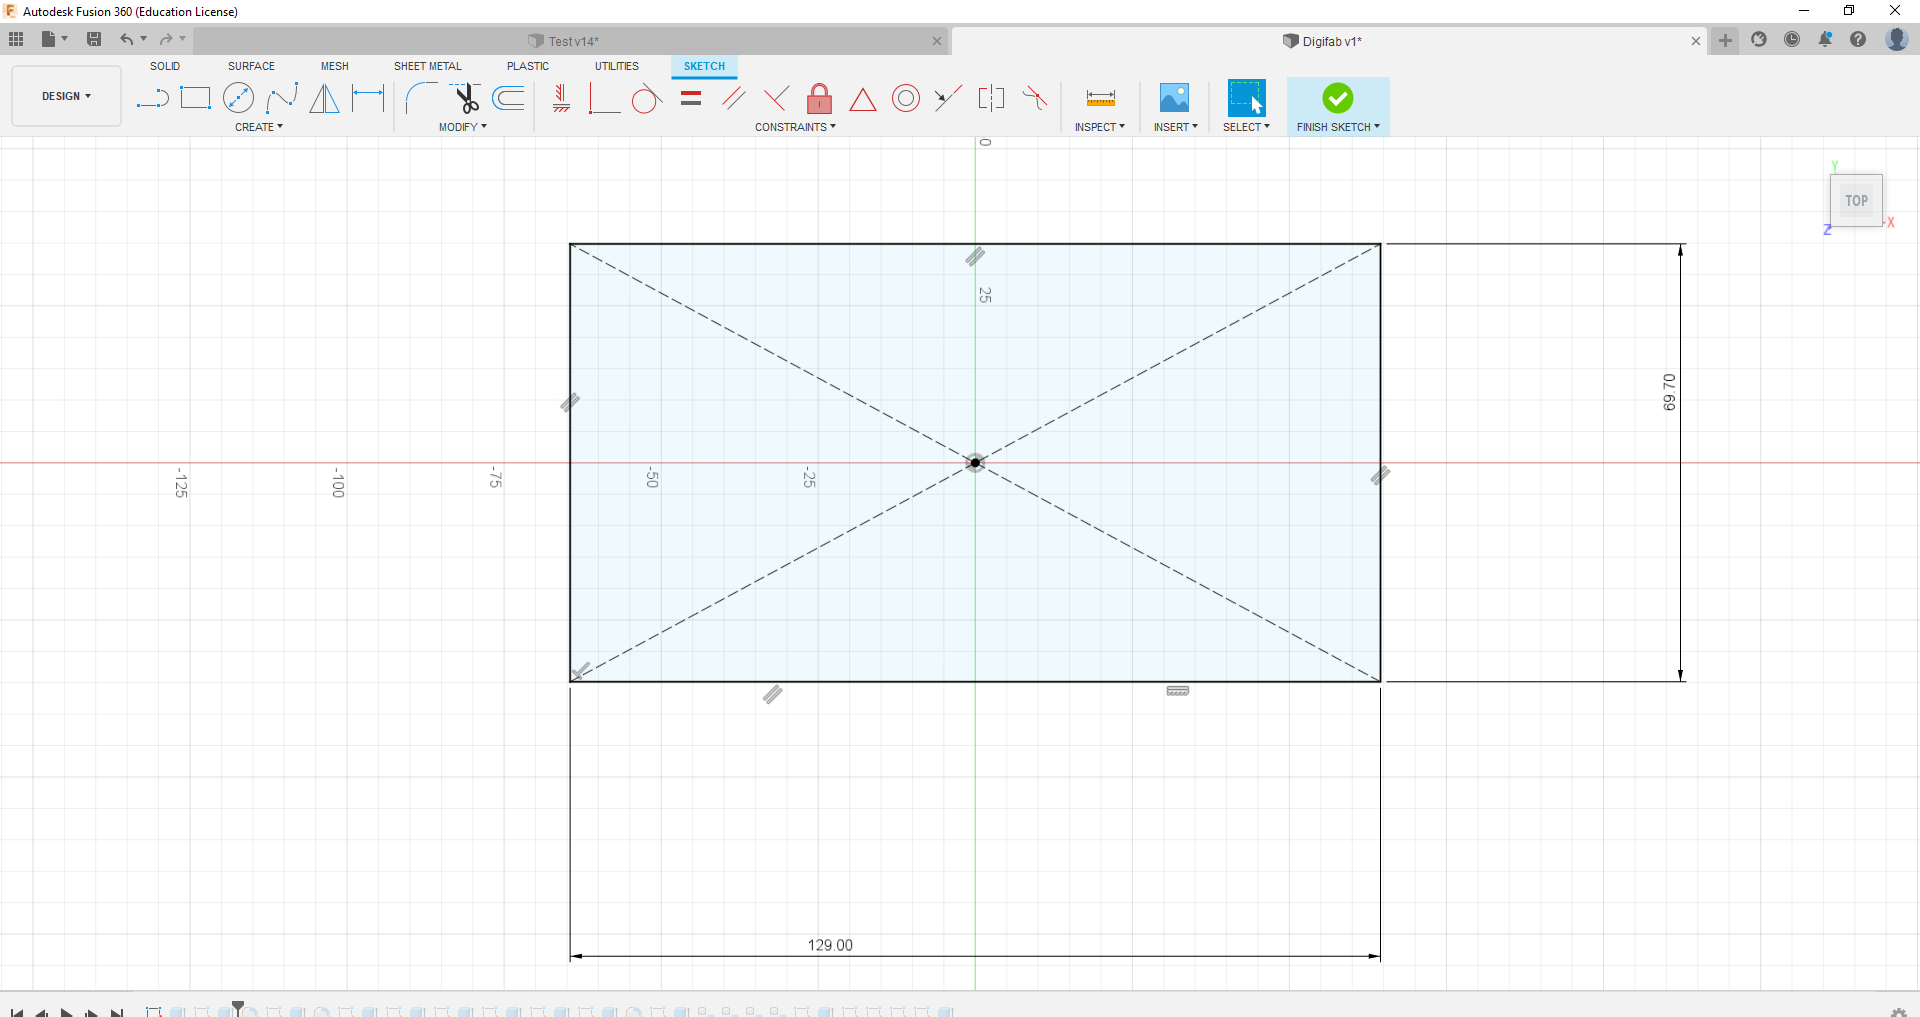 Autodesk Fusion 360 (Education License)
Test v14*
Digifab v1*
SOLID SURFACE MESH SHEET METAL PLASTIC UTILITIES SKETCH
DESIGN
CREATE MODIFY CONSTRAINTS INSPECT INSERT SELECT FINISH SKETCH
0
Y
TOP
Z
-X
25
69.70
-125
-100
-75
-50
-25
129.00